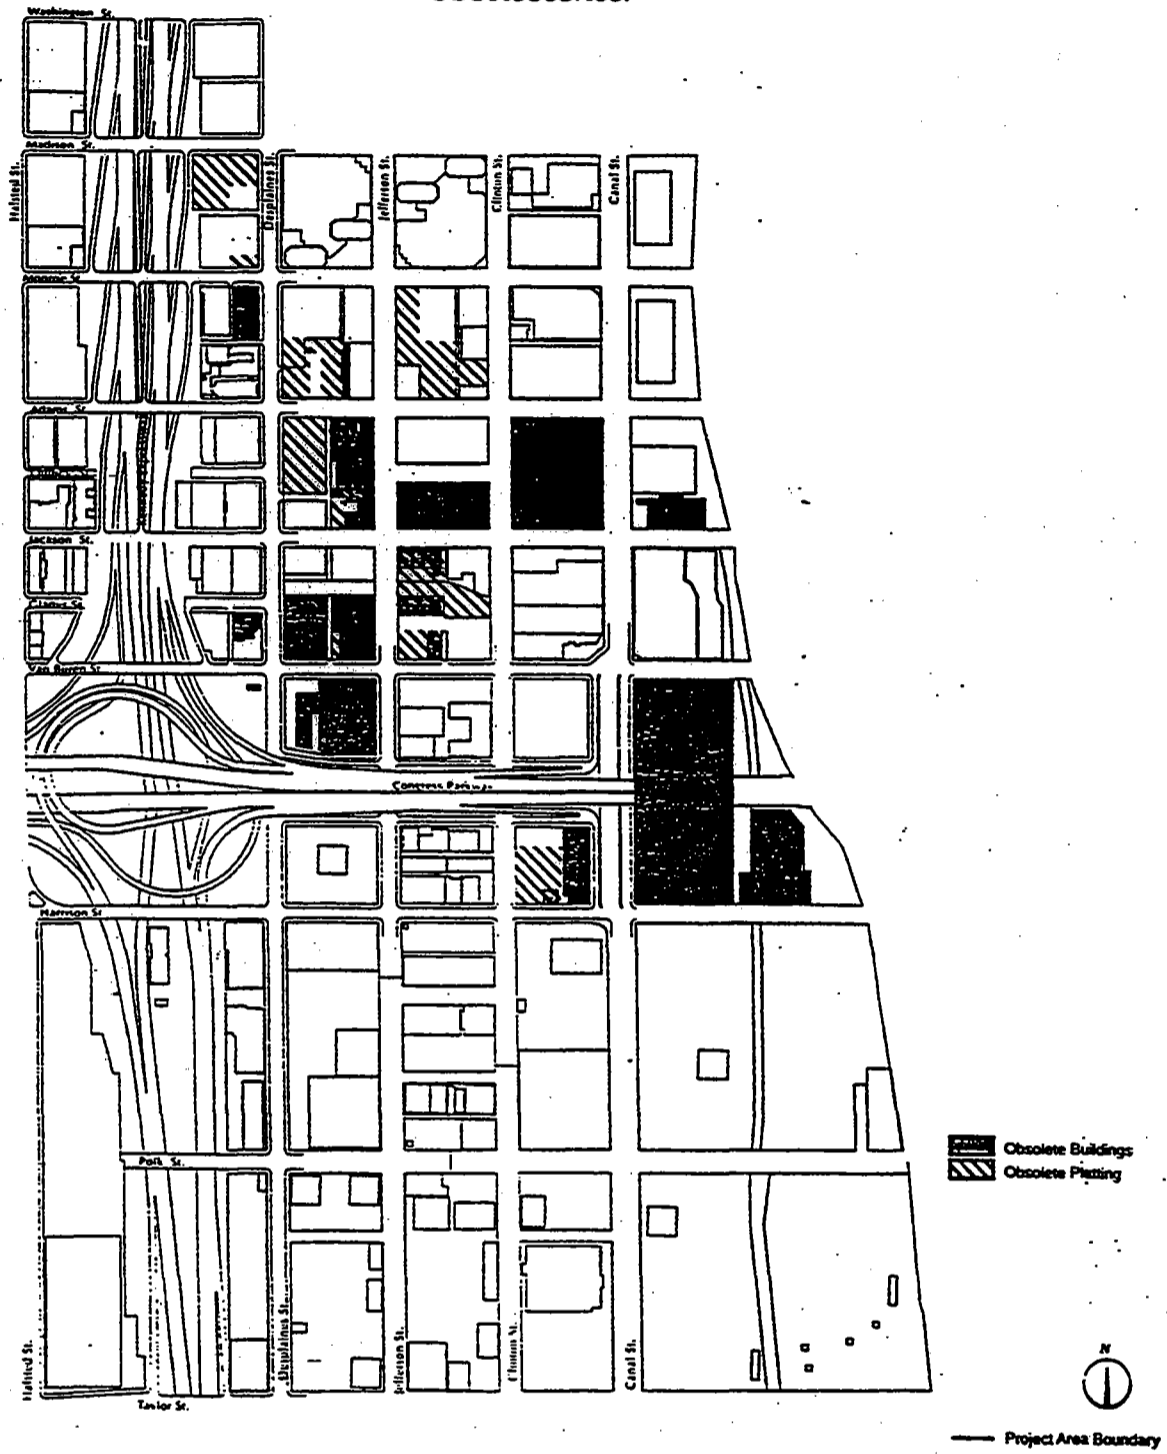 Washington St.
Madison St.
Halsted St.
Desplaines St.
Jefferson St.
Clinton St.
Canal St.
Monroe St.
Adams St.
Jackson St.
Van Buren St.
Congress Parkway
Harrison St
Obsolete Buildings
Obsolete Platting
Polk St.
Halsted St.
Desplaines St.
Jefferson St.
Clinton St.
Canal St.
Taylor St.
N
Project Area Boundary